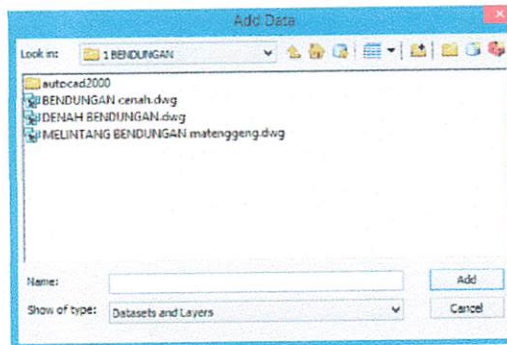 Add Data
Look in: 1 BENDUNGAN
autocad2000
BENDUNGAN cenah.dwg
DENAH BENDUNGAN.dwg
MELINTANG BENDUNGAN matenggeng.dwg
Name: Add
Show of type: Datasets and Layers Cancel